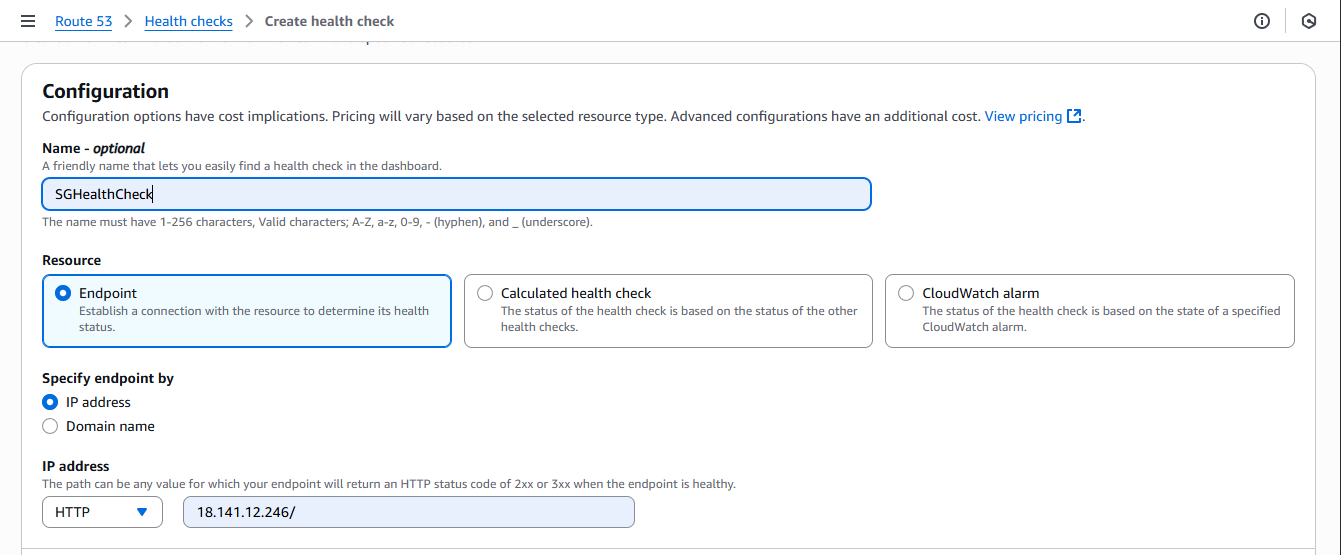 Route 53 > Health checks > Create health check
Configuration
Configuration options have cost implications. Pricing will vary based on the selected resource type. Advanced configurations have an additional cost. View pricing.
Name - optional
A friendly name that lets you easily find a health check in the dashboard.
SGHealthCheck
The name must have 1-256 characters, Valid characters; A-Z, a-z, 0-9, - (hyphen), and _ (underscore).
Resource
Endpoint
Establish a connection with the resource to determine its health
status.
Calculated health check
The status of the health check is based on the status of the other
health checks.
CloudWatch alarm
The status of the health check is based on the state of a specified
CloudWatch alarm.
Specify endpoint by
IP address
Domain name
IP address
The path can be any value for which your endpoint will return an HTTP status code of 2xx or 3xx when the endpoint is healthy.
HTTP
18.141.12.246/